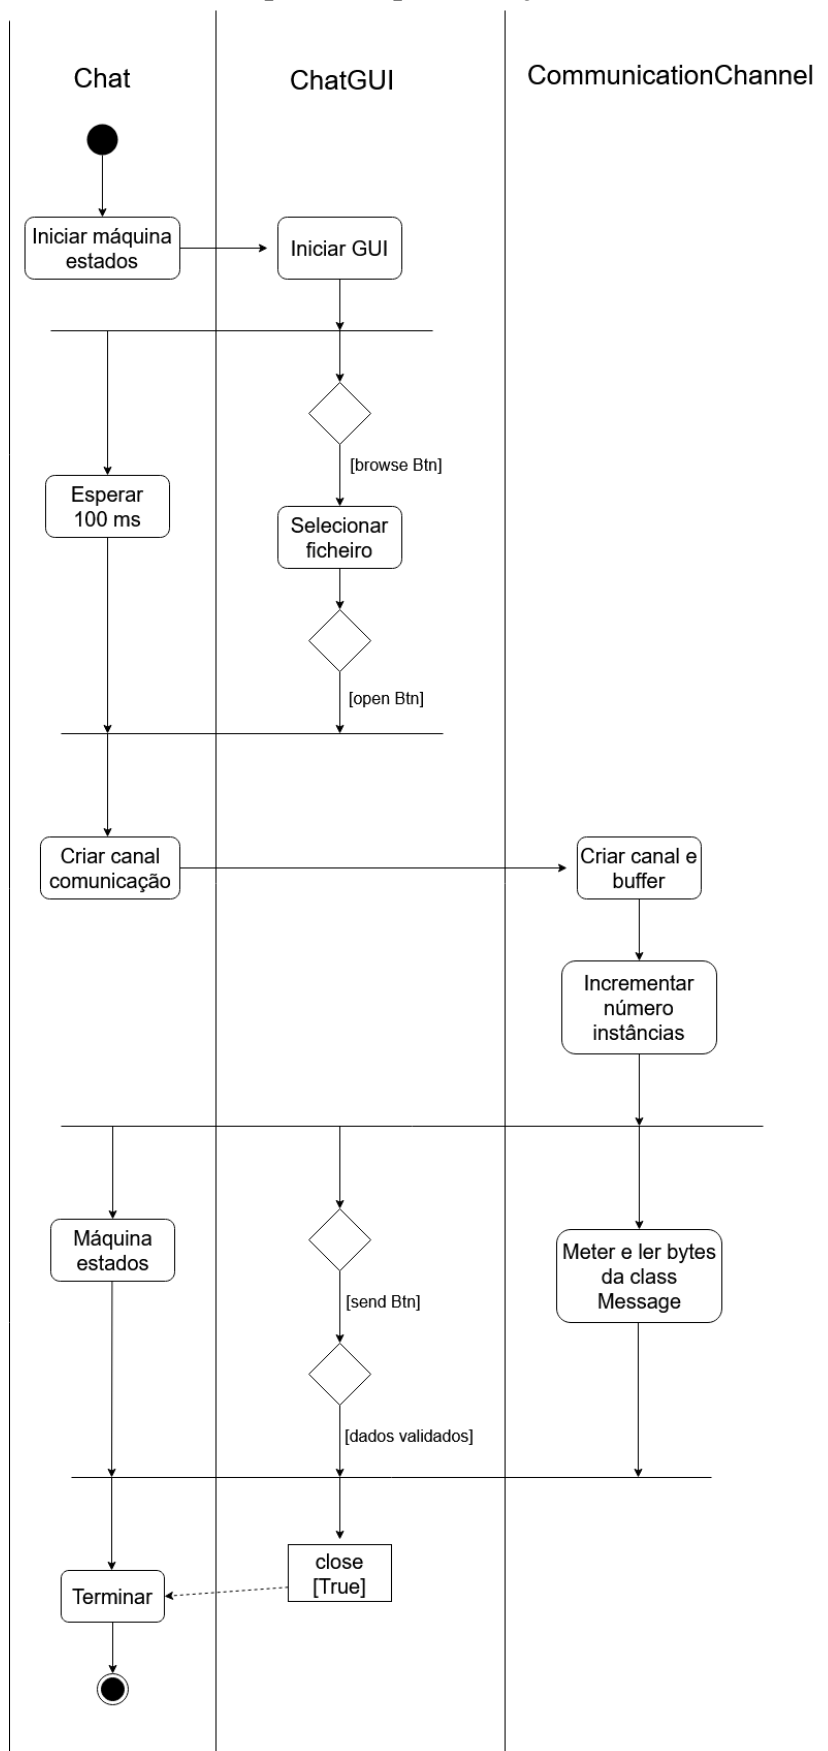 Chat
ChatGUI
CommunicationChannel
Iniciar máquina
estados
Iniciar GUI
[browse Btn]
Esperar
100 ms
Selecionar
ficheiro
[open Btn]
Criar canal
comunicação
Criar canal e
buffer
Incrementar
número
instâncias
Máquina
estados
Meter e ler bytes
da class
Message
[send Btn]
[dados validados]
close
[True]
Terminar